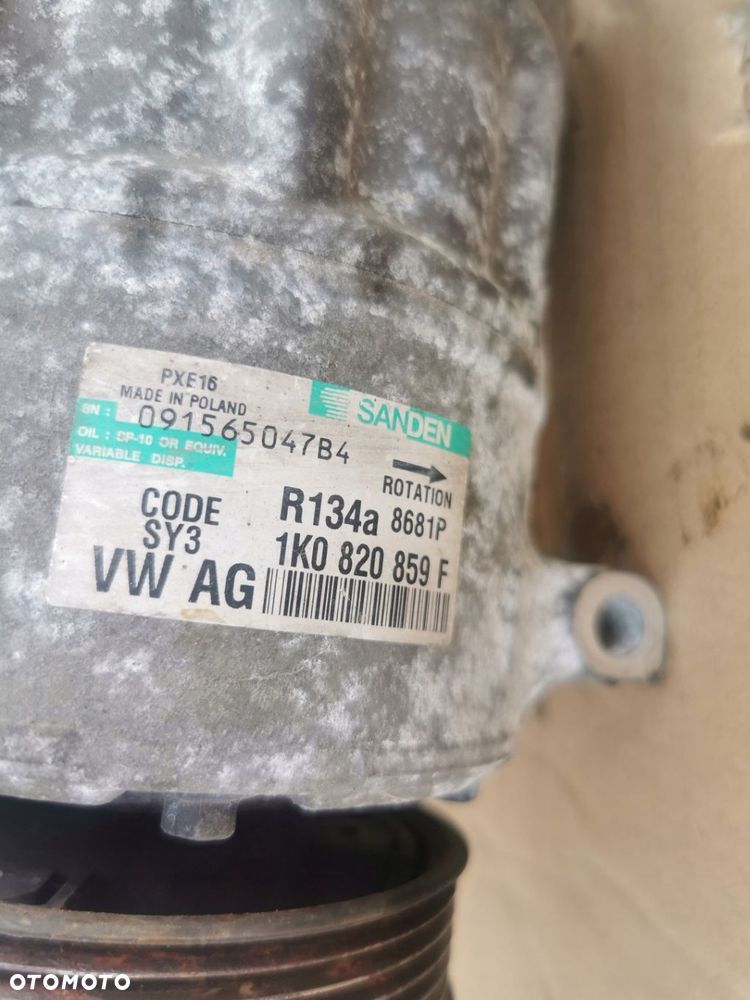 PXE16
MADE IN POLAND
SANDEN
SN : 091565047B4
OIL : SP-10 OR EQUIV.
VARIABLE DISP.
ROTATION
CODE
SY3
R134a 8681P
1K0 820 859 F
VW AG
OTOMOTO